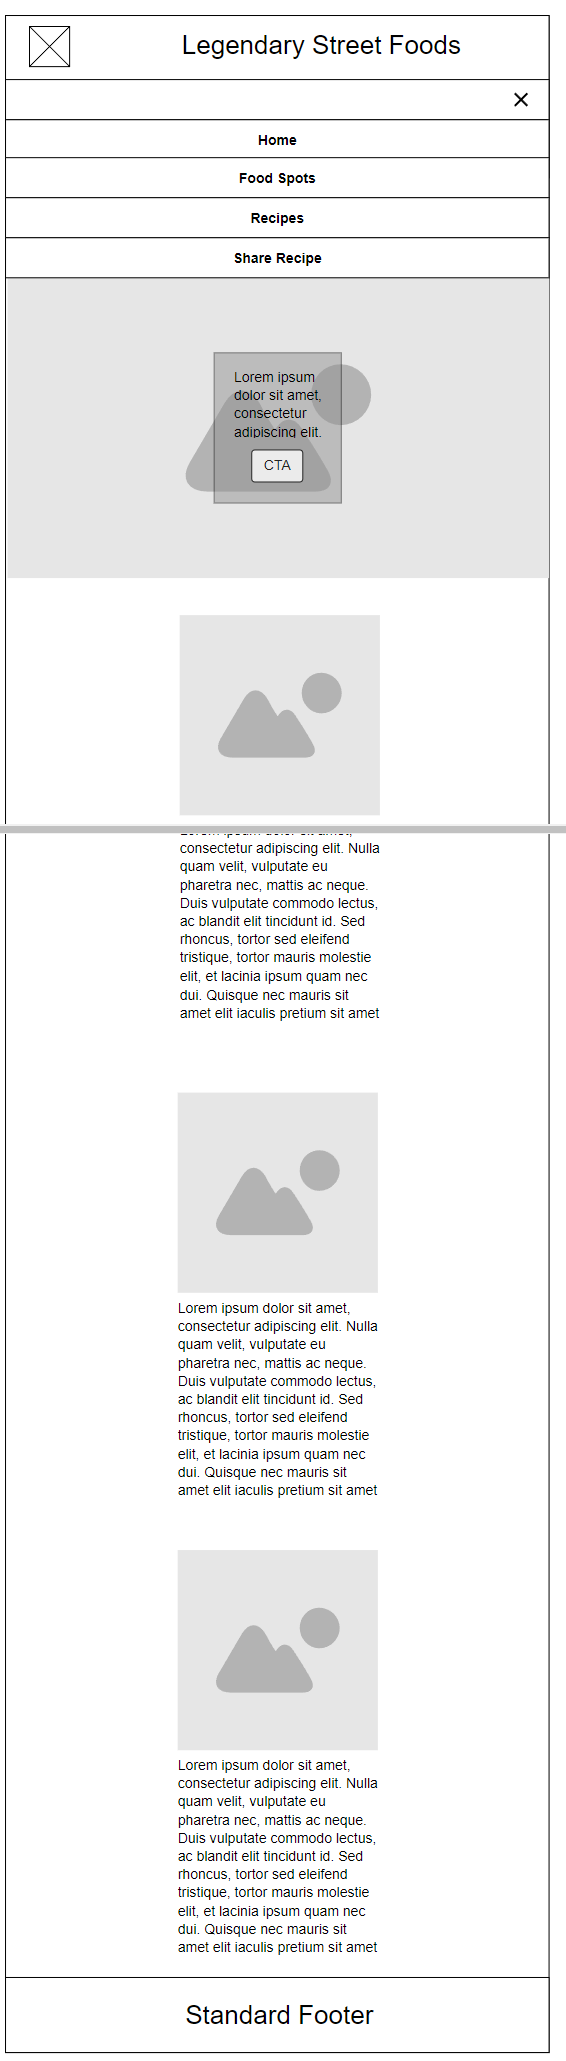 Legendary Street Foods
Home
Food Spots
Recipes
Share Recipe
Lorem ipsum
dolor sit amet,
consectetur
adipiscing elit.
CTA
Lorem ipsum dolor sit amet,
consectetur adipiscing elit. Nulla
quam velit, vulputate eu
pharetra nec, mattis ac neque.
Duis vulputate commodo lectus,
ac blandit elit tincidunt id. Sed
rhoncus, tortor sed eleifend
tristique, tortor mauris molestie
elit, et lacinia ipsum quam nec
dui. Quisque nec mauris sit
amet elit iaculis pretium sit amet
Lorem ipsum dolor sit amet,
consectetur adipiscing elit. Nulla
quam velit, vulputate eu
pharetra nec, mattis ac neque.
Duis vulputate commodo lectus,
ac blandit elit tincidunt id. Sed
rhoncus, tortor sed eleifend
tristique, tortor mauris molestie
elit, et lacinia ipsum quam nec
dui. Quisque nec mauris sit
amet elit iaculis pretium sit amet
Lorem ipsum dolor sit amet,
consectetur adipiscing elit. Nulla
quam velit, vulputate eu
pharetra nec, mattis ac neque.
Duis vulputate commodo lectus,
ac blandit elit tincidunt id. Sed
rhoncus, tortor sed eleifend
tristique, tortor mauris molestie
elit, et lacinia ipsum quam nec
dui. Quisque nec mauris sit
amet elit iaculis pretium sit amet
Standard Footer